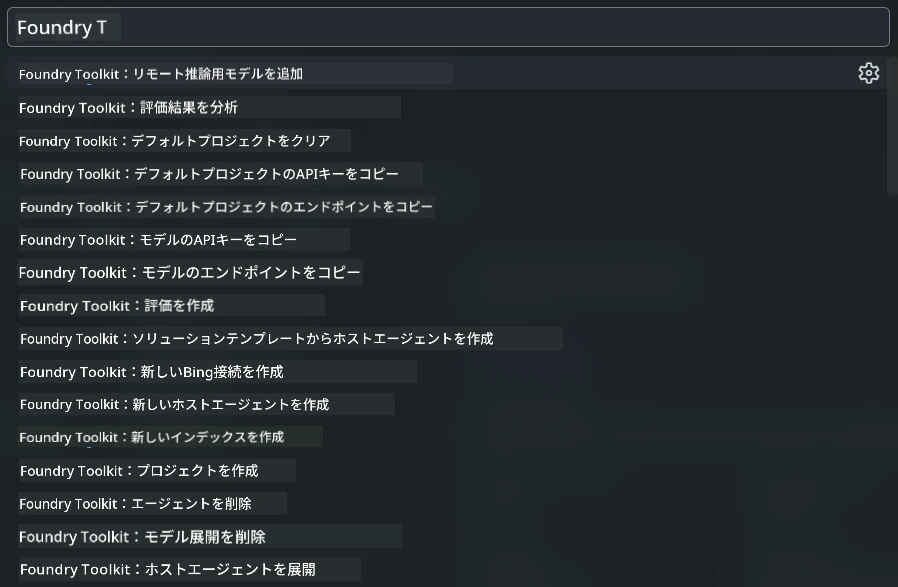 Foundry T
Foundry Toolkit：リモート推論用モデルを追加
Foundry Toolkit：評価結果を分析
Foundry Toolkit：デフォルトプロジェクトをクリア
Foundry Toolkit：デフォルトプロジェクトのAPIキーをコピー
Foundry Toolkit：デフォルトプロジェクトのエンドポイントをコピー
Foundry Toolkit：モデルのAPIキーをコピー
Foundry Toolkit：モデルのエンドポイントをコピー
Foundry Toolkit：評価を作成
Foundry Toolkit：ソリューションテンプレートからホストエージェントを作成
Foundry Toolkit：新しいBing接続を作成
Foundry Toolkit：新しいホストエージェントを作成
Foundry Toolkit：新しいインデックスを作成
Foundry Toolkit：プロジェクトを作成
Foundry Toolkit：エージェントを削除
Foundry Toolkit：モデル展開を削除
Foundry Toolkit：ホストエージェントを展開